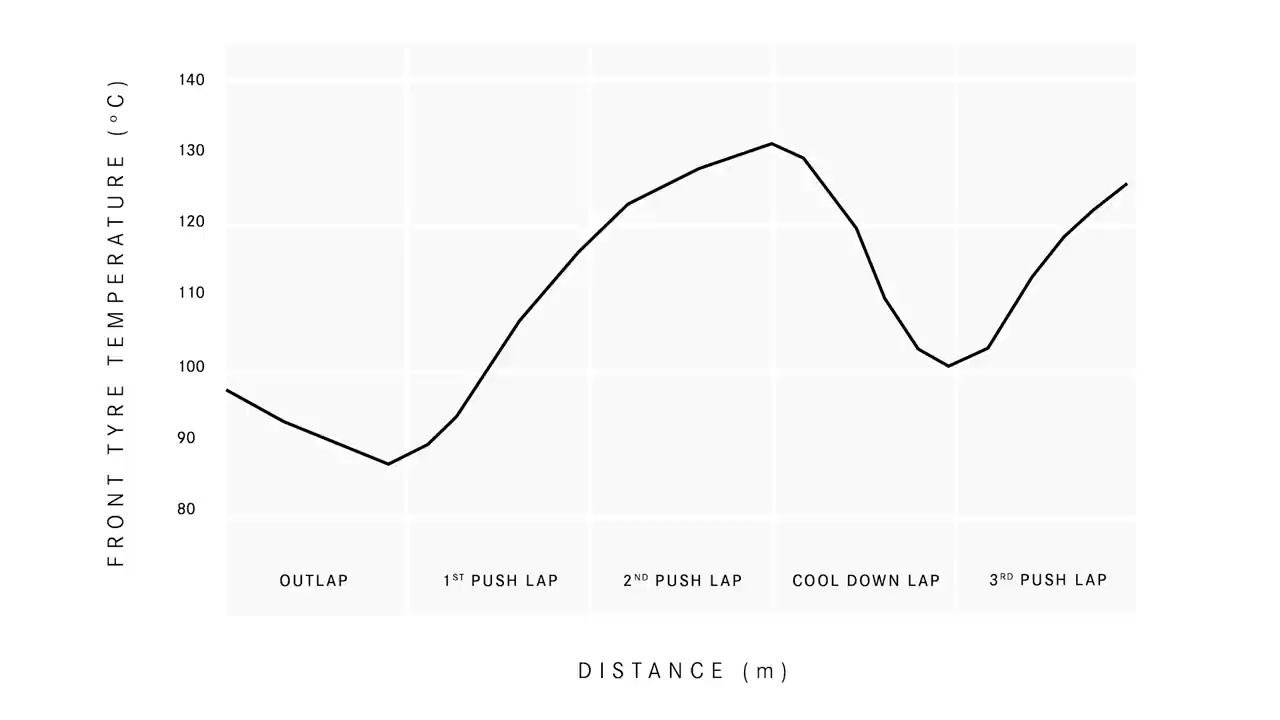 FRONT TYRE TEMPERATURE (ºC)
140
130
120
110
100
90
80
OUTLAP
1ST PUSH LAP
2ND PUSH LAP
COOL DOWN LAP
3RD PUSH LAP
DISTANCE (m)